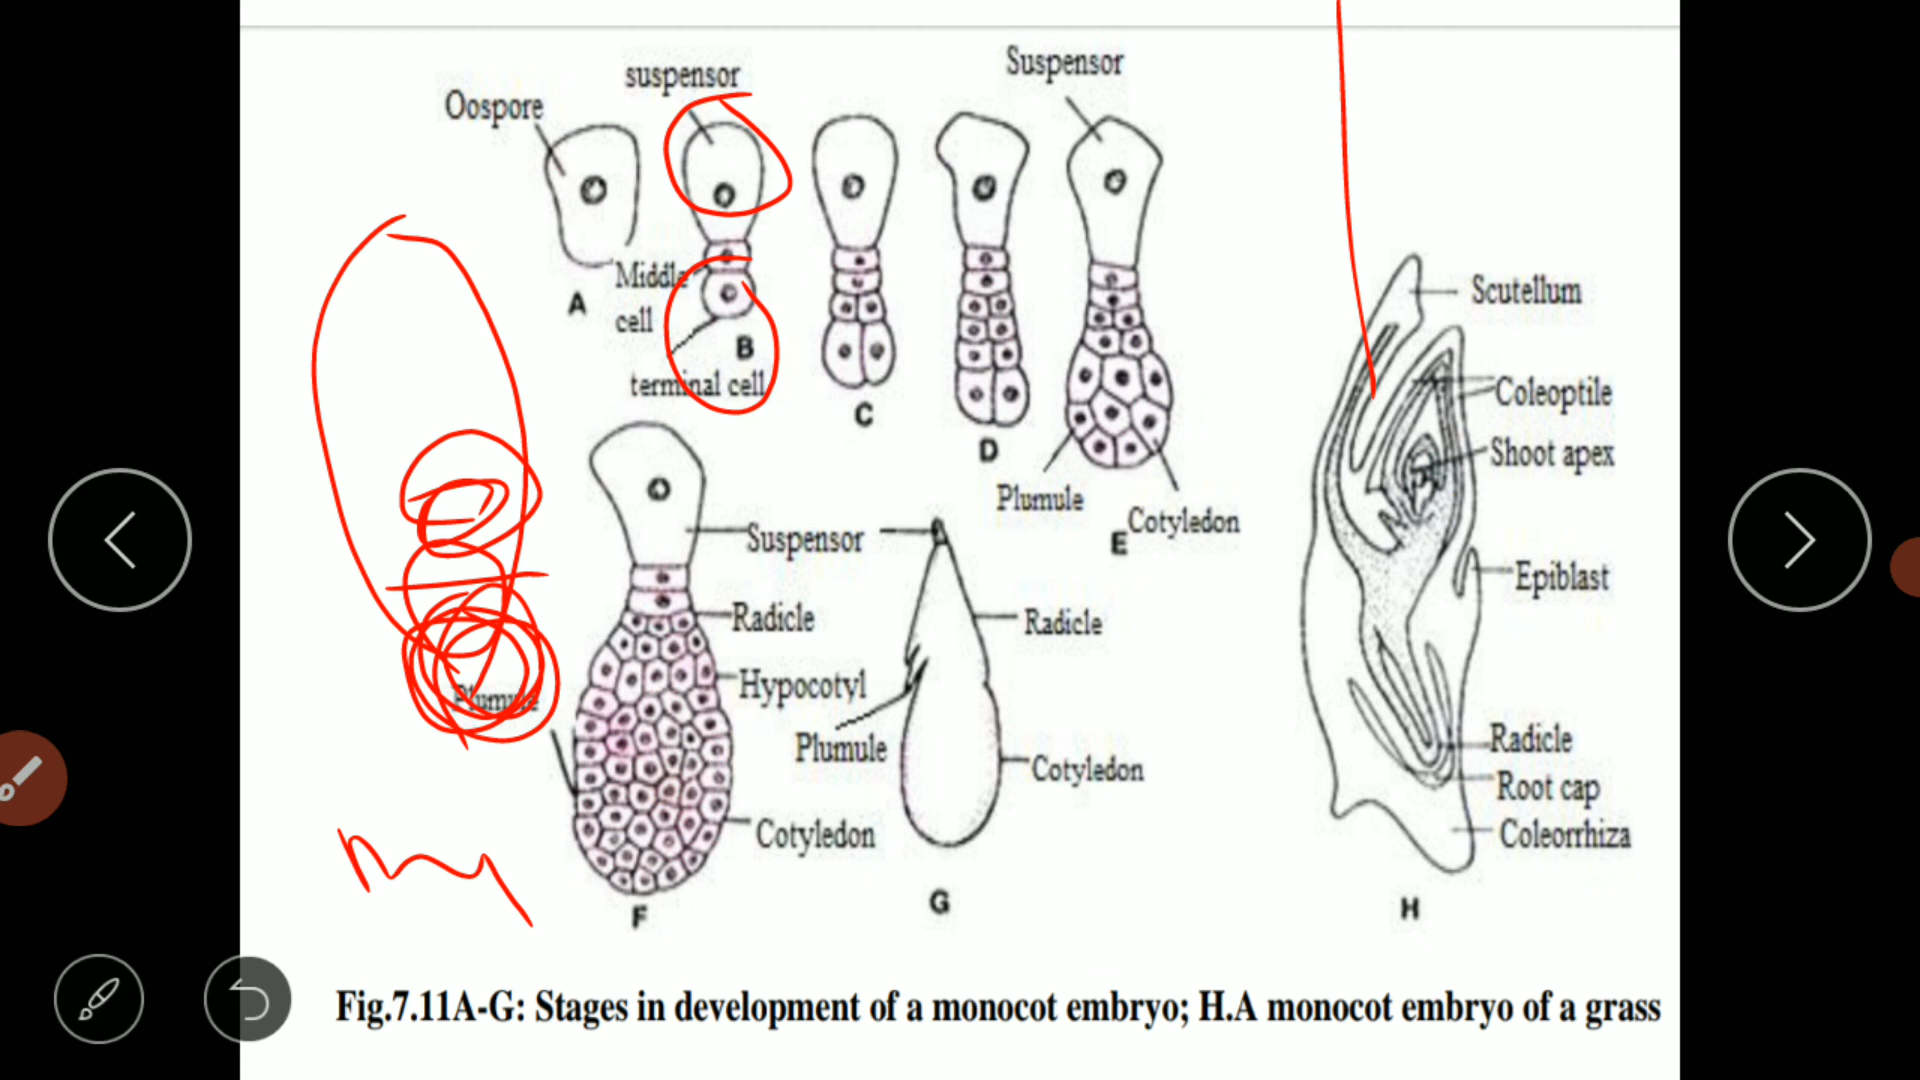 Suspensor
suspensor
Oospore
Middle
cell
A
B
terminal cell
C
D
Plumule
Cotyledon
E
Scutellum
Coleoptile
Shoot apex
Epiblast
Suspensor
Radicle
Radicle
Hypocotyl
Plumule
Plumule
Cotyledon
Cotyledon
Radicle
Root cap
Coleorrhiza
F
G
H
Fig.7.11A-G: Stages in development of a monocot embryo; H.A monocot embryo of a grass